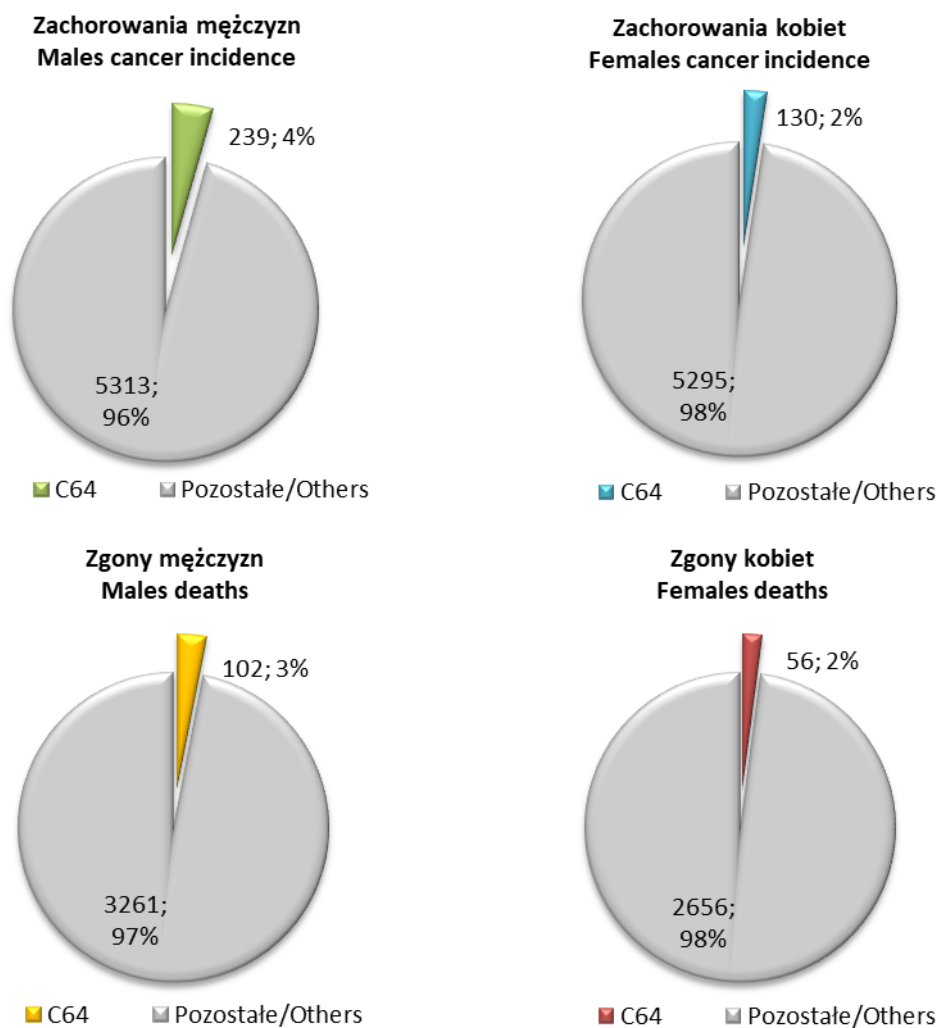 Zachorowania mężczyzn
Males cancer incidence
239; 4%
5313;
96%
C64 Pozostałe/Others
Zachorowania kobiet
Females cancer incidence
130; 2%
5295;
98%
C64 Pozostałe/Others
Zgony mężczyzn
Males deaths
102; 3%
3261;
97%
C64 Pozostałe/Others
Zgony kobiet
Females deaths
56; 2%
2656;
98%
C64 Pozostałe/Others